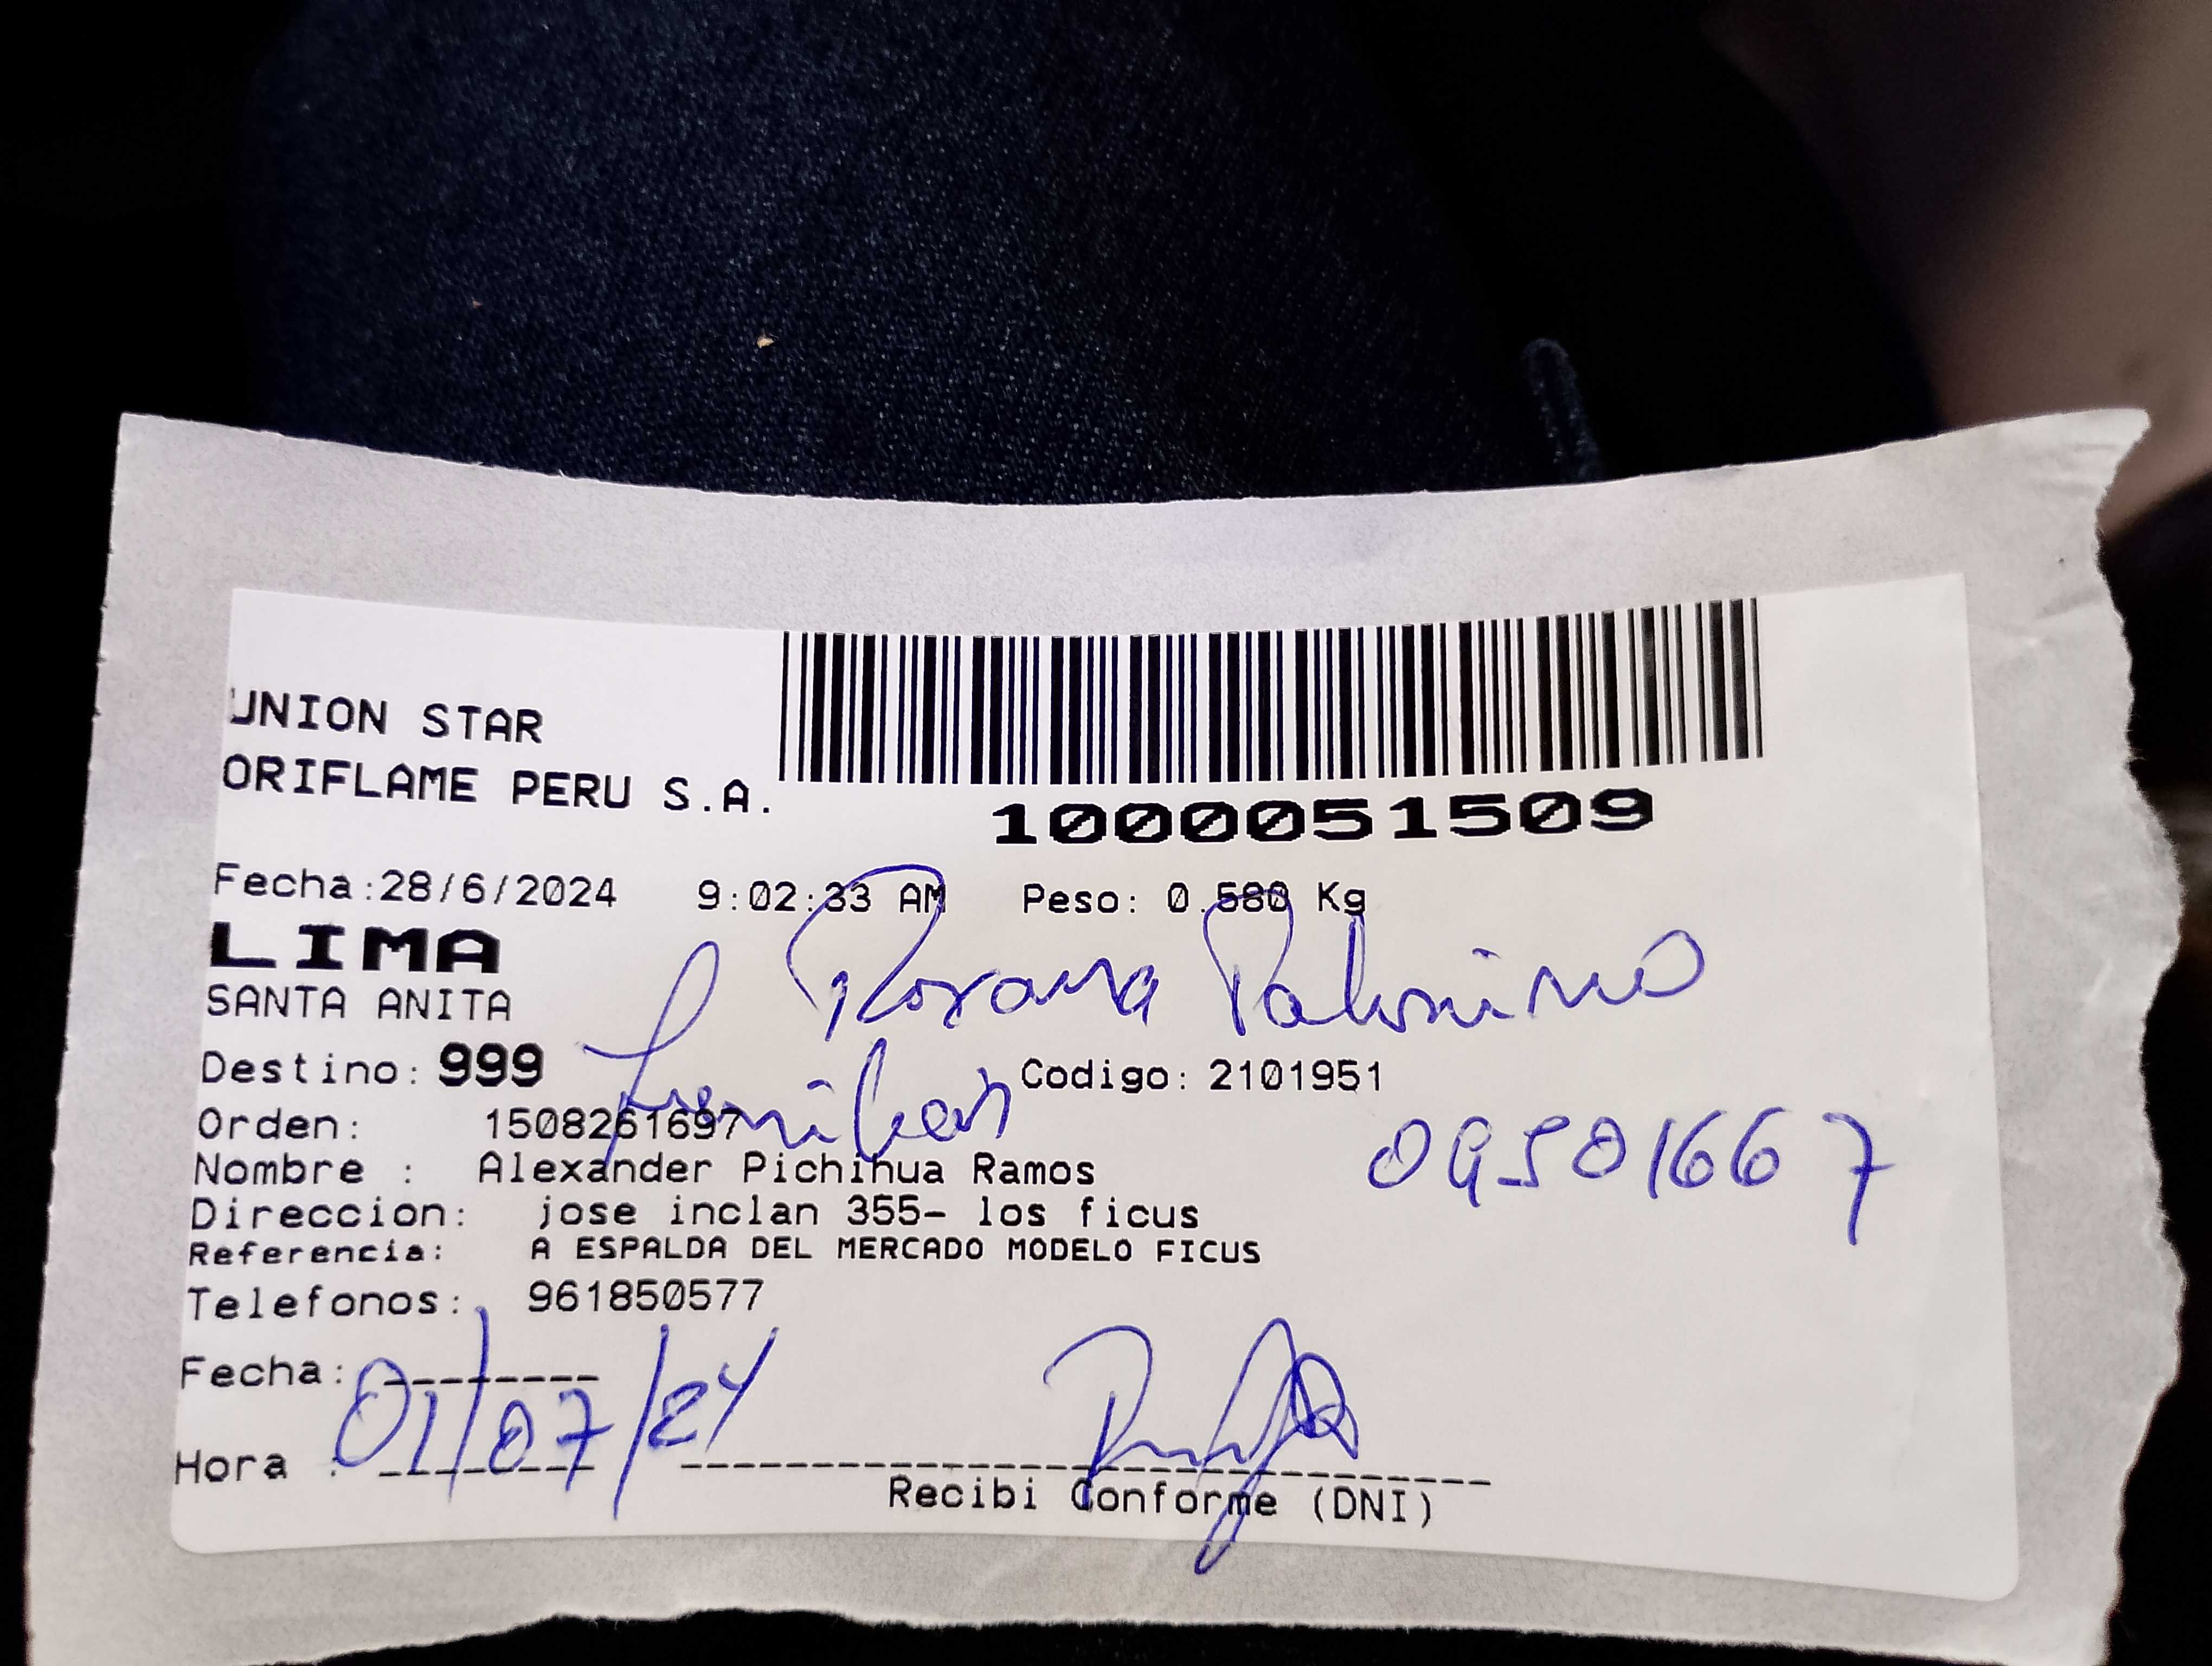 UNION STAR
ORIFLAME PERU S.A.
1000051509
Fecha:28/6/2024 9:02:33 AM Peso: 0.580 Kg
LIMA
SANTA ANITA
Roxana Palomino
Destino: 999 Codigo: 2101951
Familiar
Orden: 1508261697
09501667
Nombre : Alexander Pichihua Ramos
Direccion: jose inclan 355- los ficus
Referencia: A ESPALDA DEL MERCADO MODELO FICUS
Telefonos: 961850577
Fecha: 01/07/24
Hora :
Recibi Conforme (DNI)